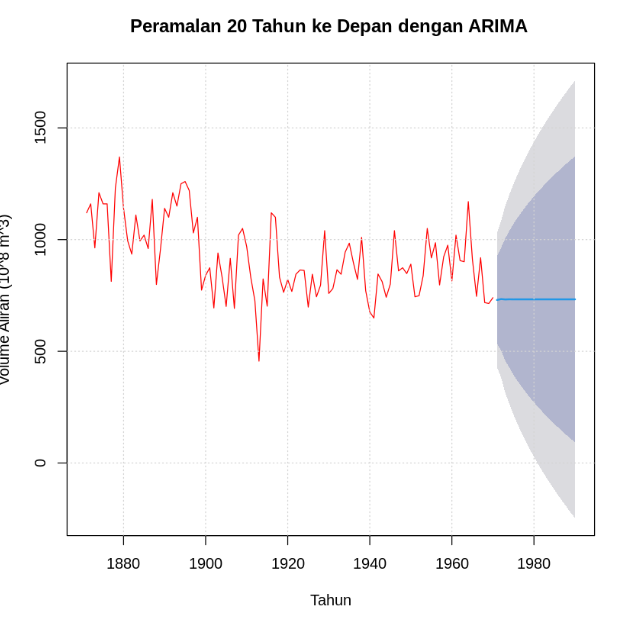 Peramalan 20 Tahun ke Depan dengan ARIMA
Volume Aliran (10^8 m^3)
1500
1000
500
0
1880 1900 1920 1940 1960 1980
Tahun